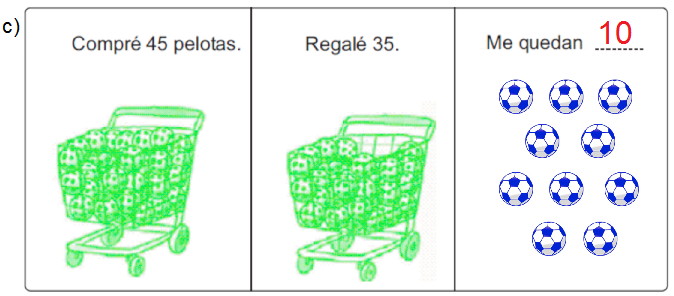 c)
Compré 45 pelotas.
Regalé 35.
Me quedan 10